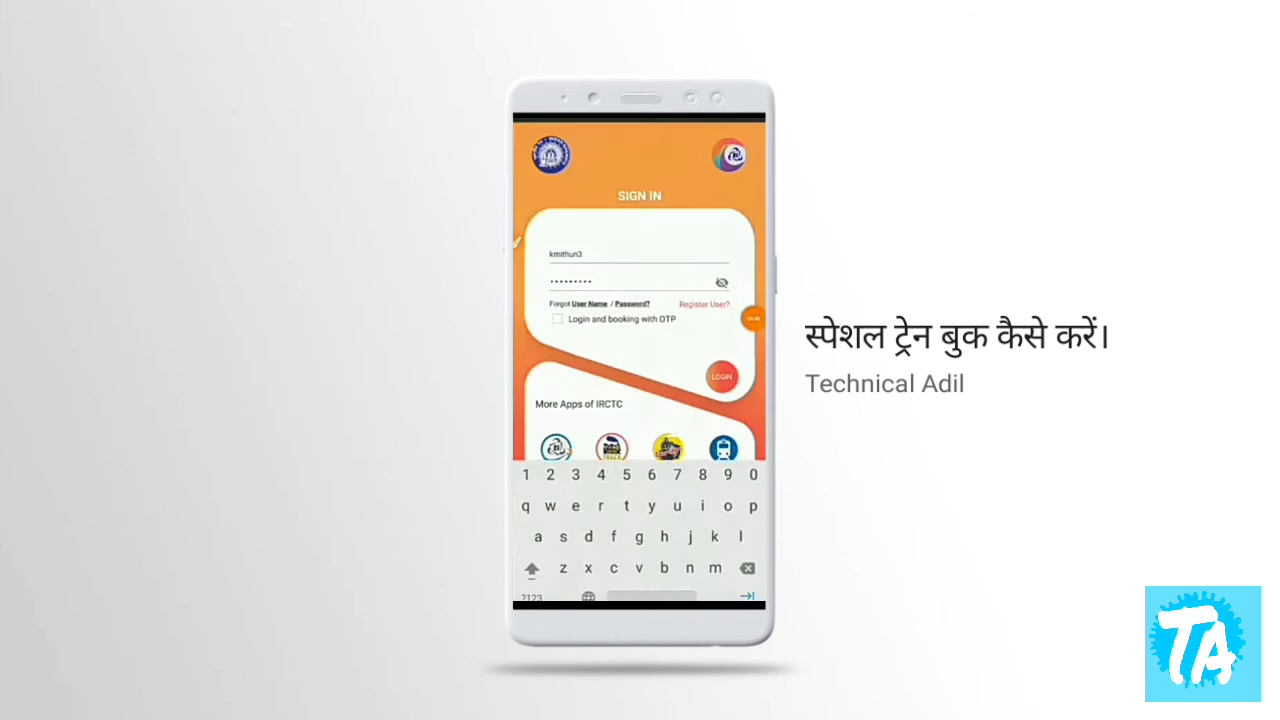 SIGN IN
kmithun3
•••••••••
Forgot User Name / Password? Register User?
Login and booking with OTP
LOGIN
More Apps of IRCTC
1 2 3 4 5 6 7 8 9 0
q w e r t y u i o p
a s d f g h j k l
z x c v b n m
?123
स्पेशल ट्रेन बुक कैसे करें।
Technical Adil
TA